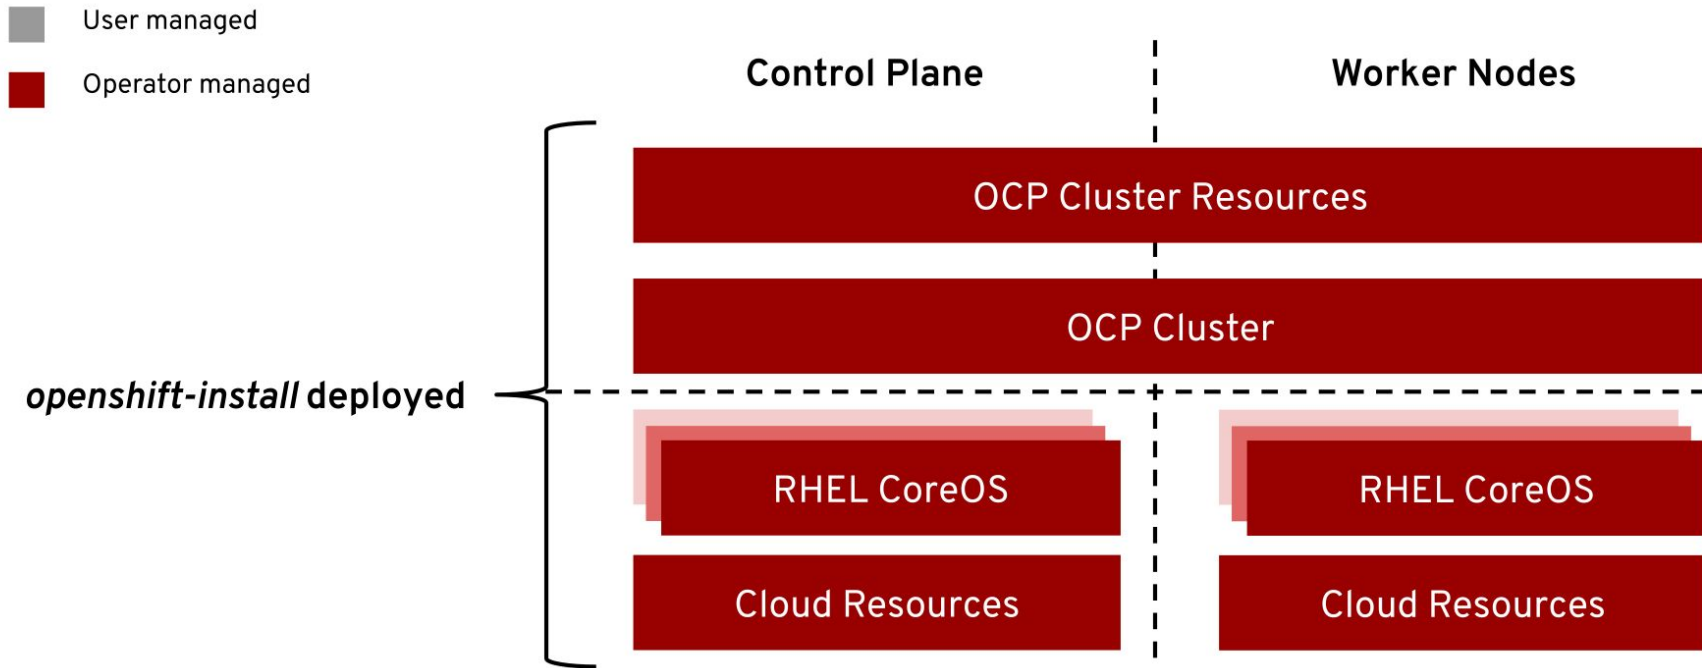 User managed
Operator managed
Control Plane
Worker Nodes
OCP Cluster Resources
OCP Cluster
openshift-install deployed
RHEL CoreOS
RHEL CoreOS
Cloud Resources
Cloud Resources